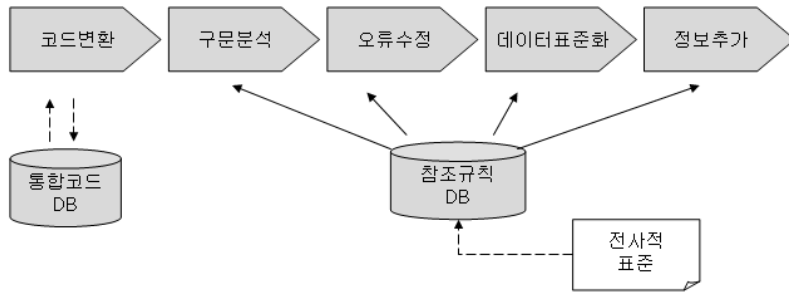 코드변환
구문분석
오류수정
데이터표준화
정보추가
통합코드
DB
참조규칙
DB
전사적
표준